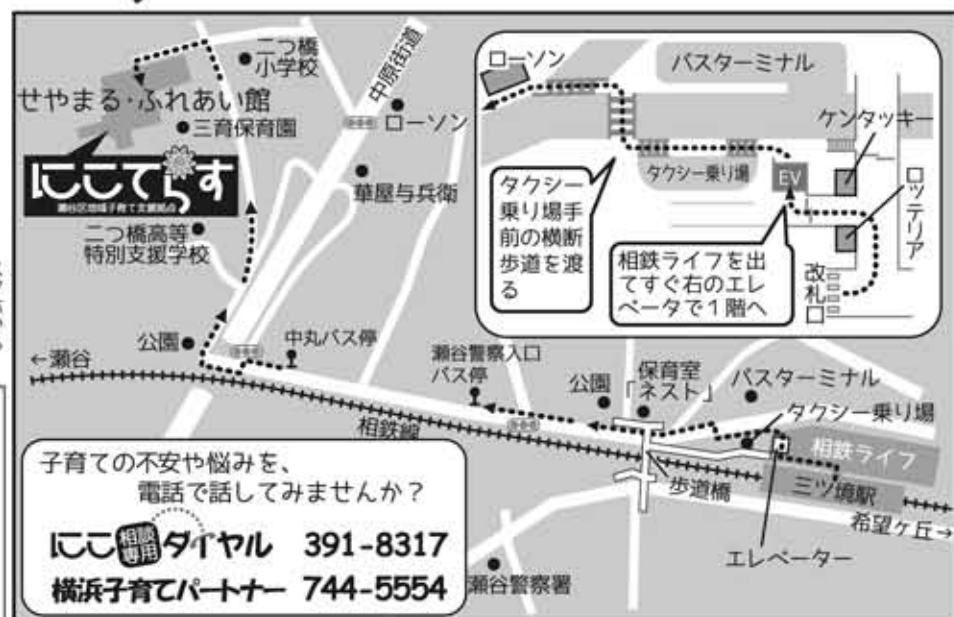 二つ橋
小学校
中原街道
せやまる・ふれあい館
三育保育園
ローソン
にこてらす
瀬谷区地域子育て支援拠点
華屋与兵衛
二つ橋高等
特別支援学校
公園
中丸バス停
←瀬谷
瀬谷警察入口
バス停
公園
保育室
「ネスト」
バスターミナル
タクシー乗り場
相鉄線
相鉄ライフ
歩道橋
三ツ境駅
希望ヶ丘→
エレベーター
瀬谷警察署
ローソン
バスターミナル
ケンタッキー
タクシー乗り場
EV
ロッテリア
タクシー
乗り場手
前の横断
歩道を渡
る
相鉄ライフを出
てすぐ右のエレ
ベータで1階へ
改札口
子育ての不安や悩みを、
電話で話してみませんか？
にこ相談専用ダイヤル 391-8317
横浜子育てパートナー 744-5554